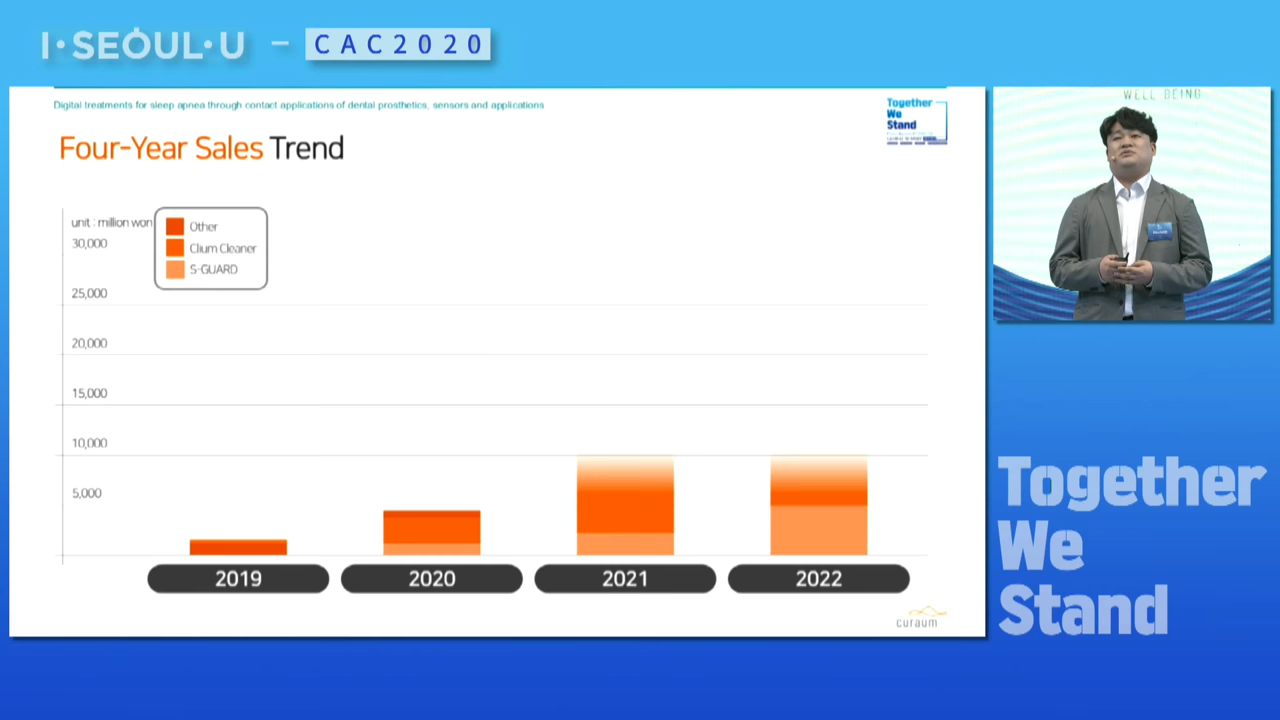 I·SEOUL·U – CAC2020
Digital treatments for sleep apnea through contact applications of dental prosthetics, sensors and applications
Together
We
Stand
WELL BEING
Four-Year Sales Trend
unit : million won
Other
Clium Cleaner
S-GUARD
30,000
25,000
20,000
15,000
10,000
5,000
2019
2020
2021
2022
curaum
Together
We
Stand